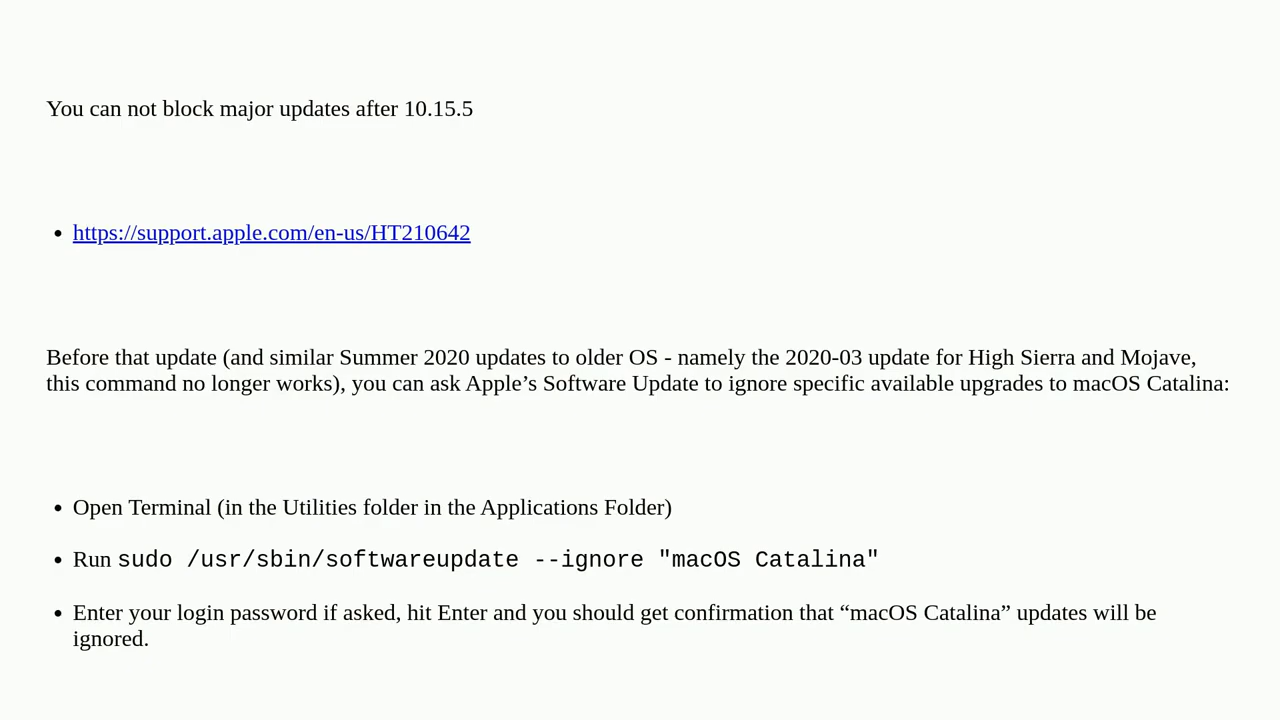 You can not block major updates after 10.15.5
• https://support.apple.com/en-us/HT210642
Before that update (and similar Summer 2020 updates to older OS - namely the 2020-03 update for High Sierra and Mojave,
this command no longer works), you can ask Apple’s Software Update to ignore specific available upgrades to macOS Catalina:
• Open Terminal (in the Utilities folder in the Applications Folder)
• Run sudo /usr/sbin/softwareupdate --ignore "macOS Catalina"
• Enter your login password if asked, hit Enter and you should get confirmation that “macOS Catalina” updates will be
ignored.